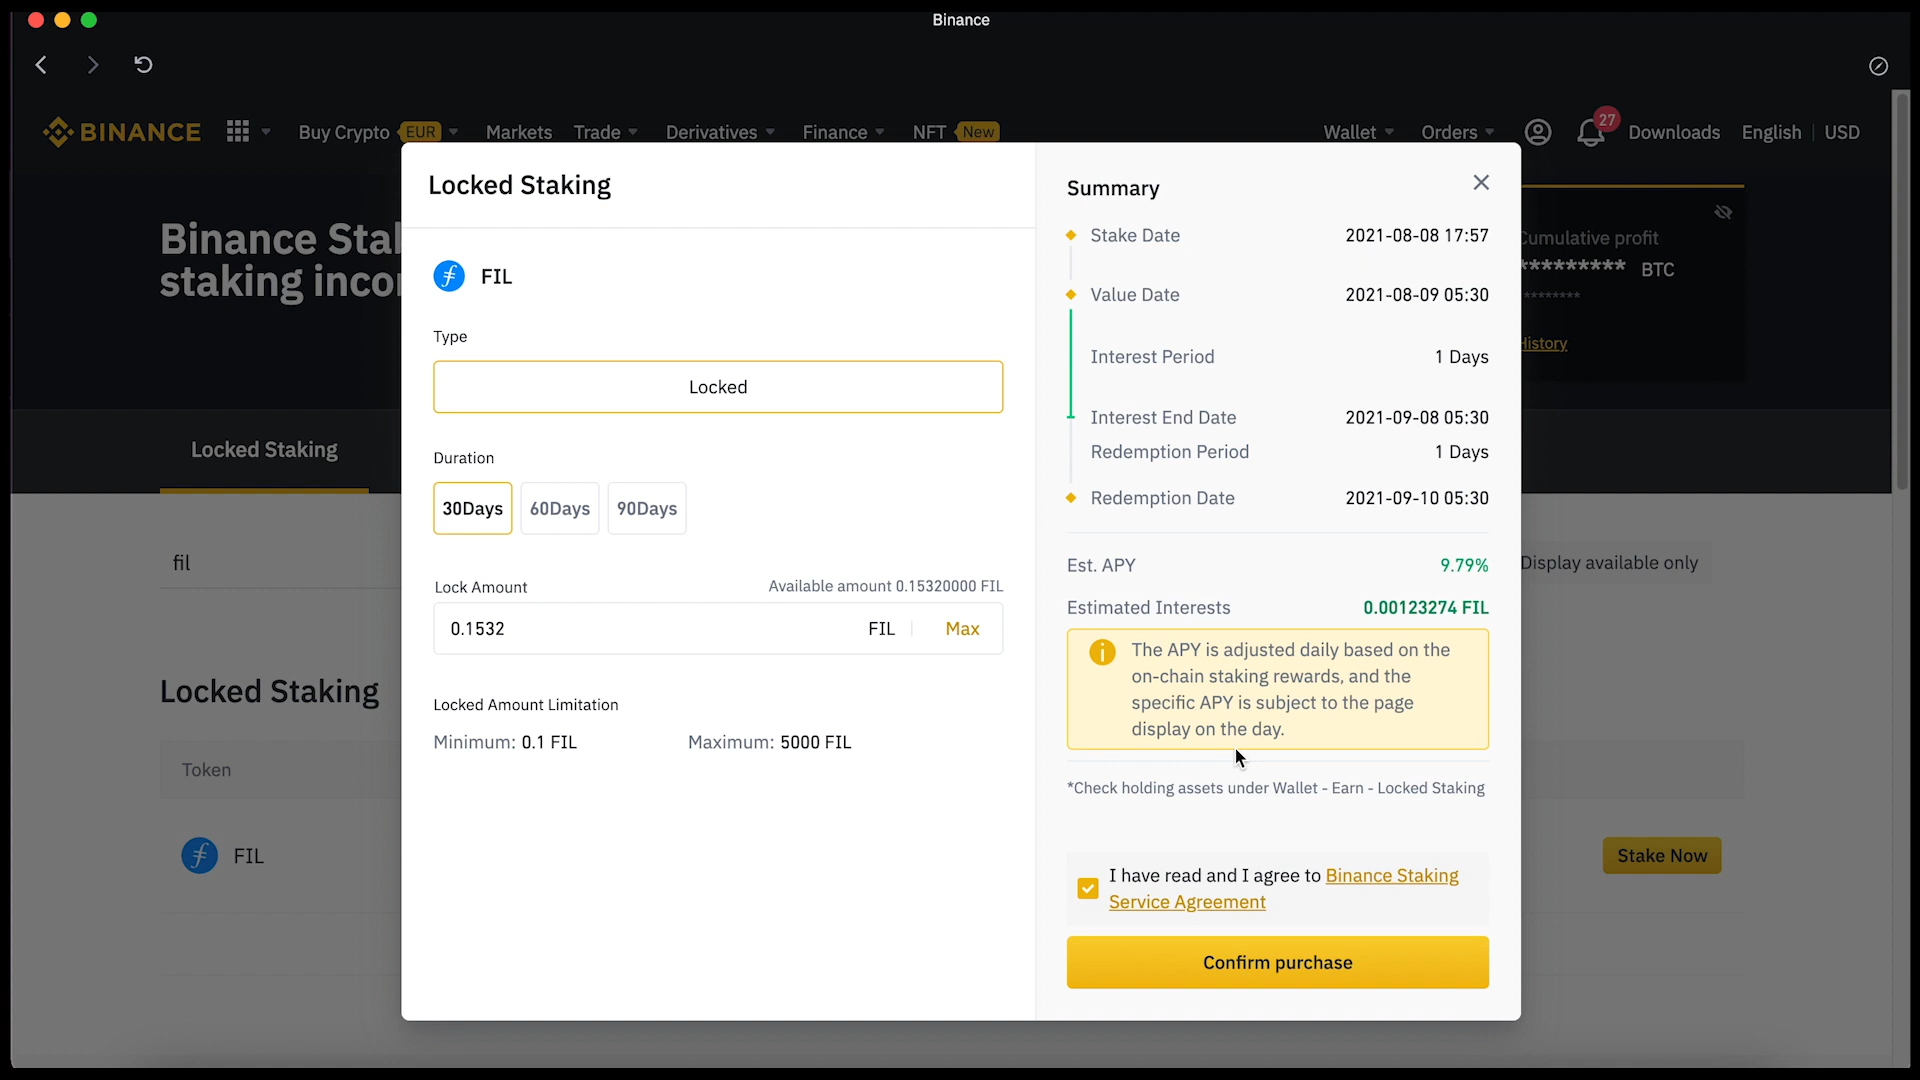 Binance
BINANCE
Buy Crypto EUR
Markets
Trade
Derivatives
Finance
NFT New
Wallet
Orders
27
Downloads
English
USD
Binance Sta
staking inco
Cumulative profit
********* BTC
********
History
Locked Staking
fil
Display available only
Locked Staking
Token
FIL
Stake Now
Locked Staking
FIL
Type
Locked
Duration
30Days 60Days 90Days
Lock Amount Available amount 0.15320000 FIL
0.1532 FIL Max
Locked Amount Limitation
Minimum: 0.1 FIL Maximum: 5000 FIL
Summary
Stake Date 2021-08-08 17:57
Value Date 2021-08-09 05:30
Interest Period 1 Days
Interest End Date 2021-09-08 05:30
Redemption Period 1 Days
Redemption Date 2021-09-10 05:30
Est. APY 9.79%
Estimated Interests 0.00123274 FIL
The APY is adjusted daily based on the
on-chain staking rewards, and the
specific APY is subject to the page
display on the day.
*Check holding assets under Wallet - Earn - Locked Staking
I have read and I agree to Binance Staking
Service Agreement
Confirm purchase